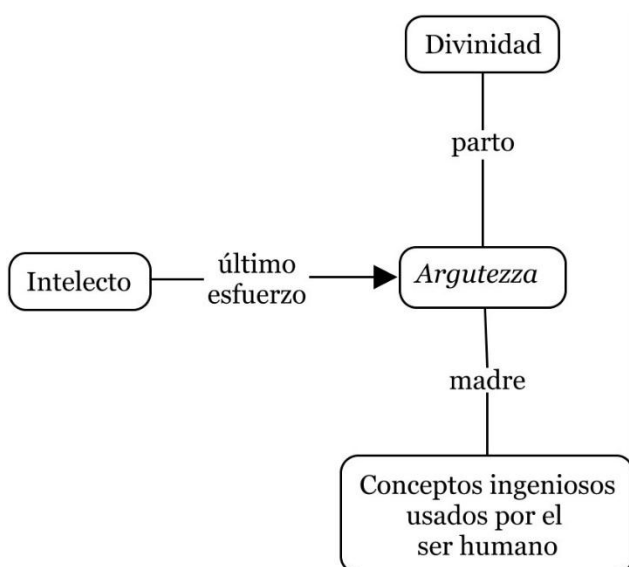 Divinidad
parto
Intelecto
último
esfuerzo
Argutezza
madre
Conceptos ingeniosos
usados por el
ser humano